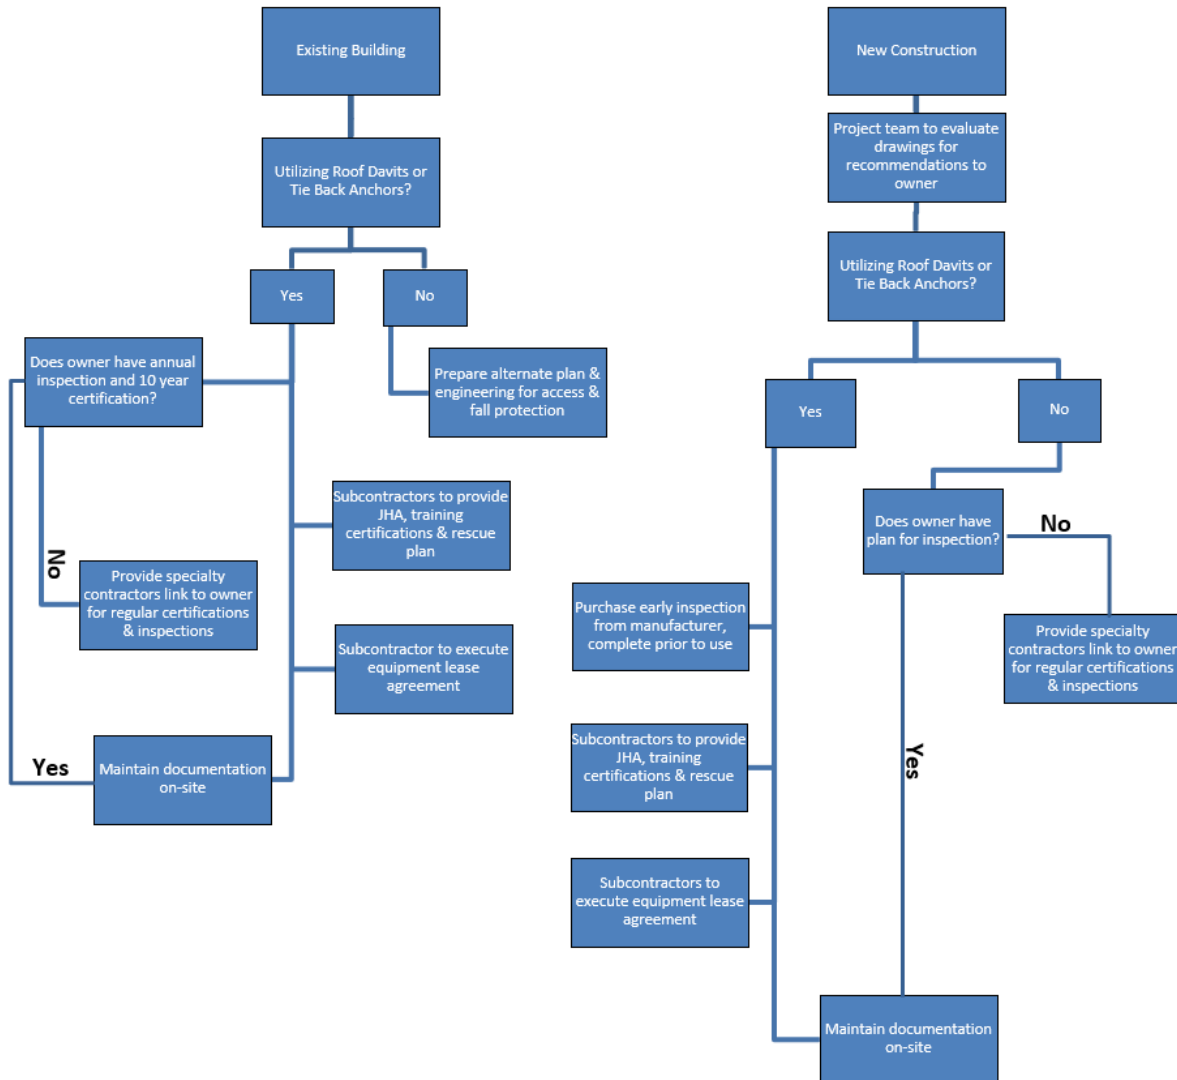 Existing Building
Utilizing Roof Davits or
Tie Back Anchors?
Yes
No
Does owner have annual
inspection and 10 year
certification?
Prepare alternate plan &
engineering for access &
fall protection
Subcontractors to provide
JHA, training
certifications & rescue
plan
No
Provide specialty
contractors link to owner
for regular certifications
& inspections
Subcontractor to execute
equipment lease
agreement
Yes
Maintain documentation
on-site
New Construction
Project team to evaluate
drawings for
recommendations to
owner
Utilizing Roof Davits or
Tie Back Anchors?
Yes
No
Does owner have
plan for inspection?
No
Purchase early inspection
from manufacturer,
complete prior to use
Provide specialty
contractors link to owner
for regular certifications
& inspections
Subcontractors to provide
JHA, training
certifications & rescue
plan
Yes
Subcontractors to
execute equipment lease
agreement
Maintain documentation
on-site